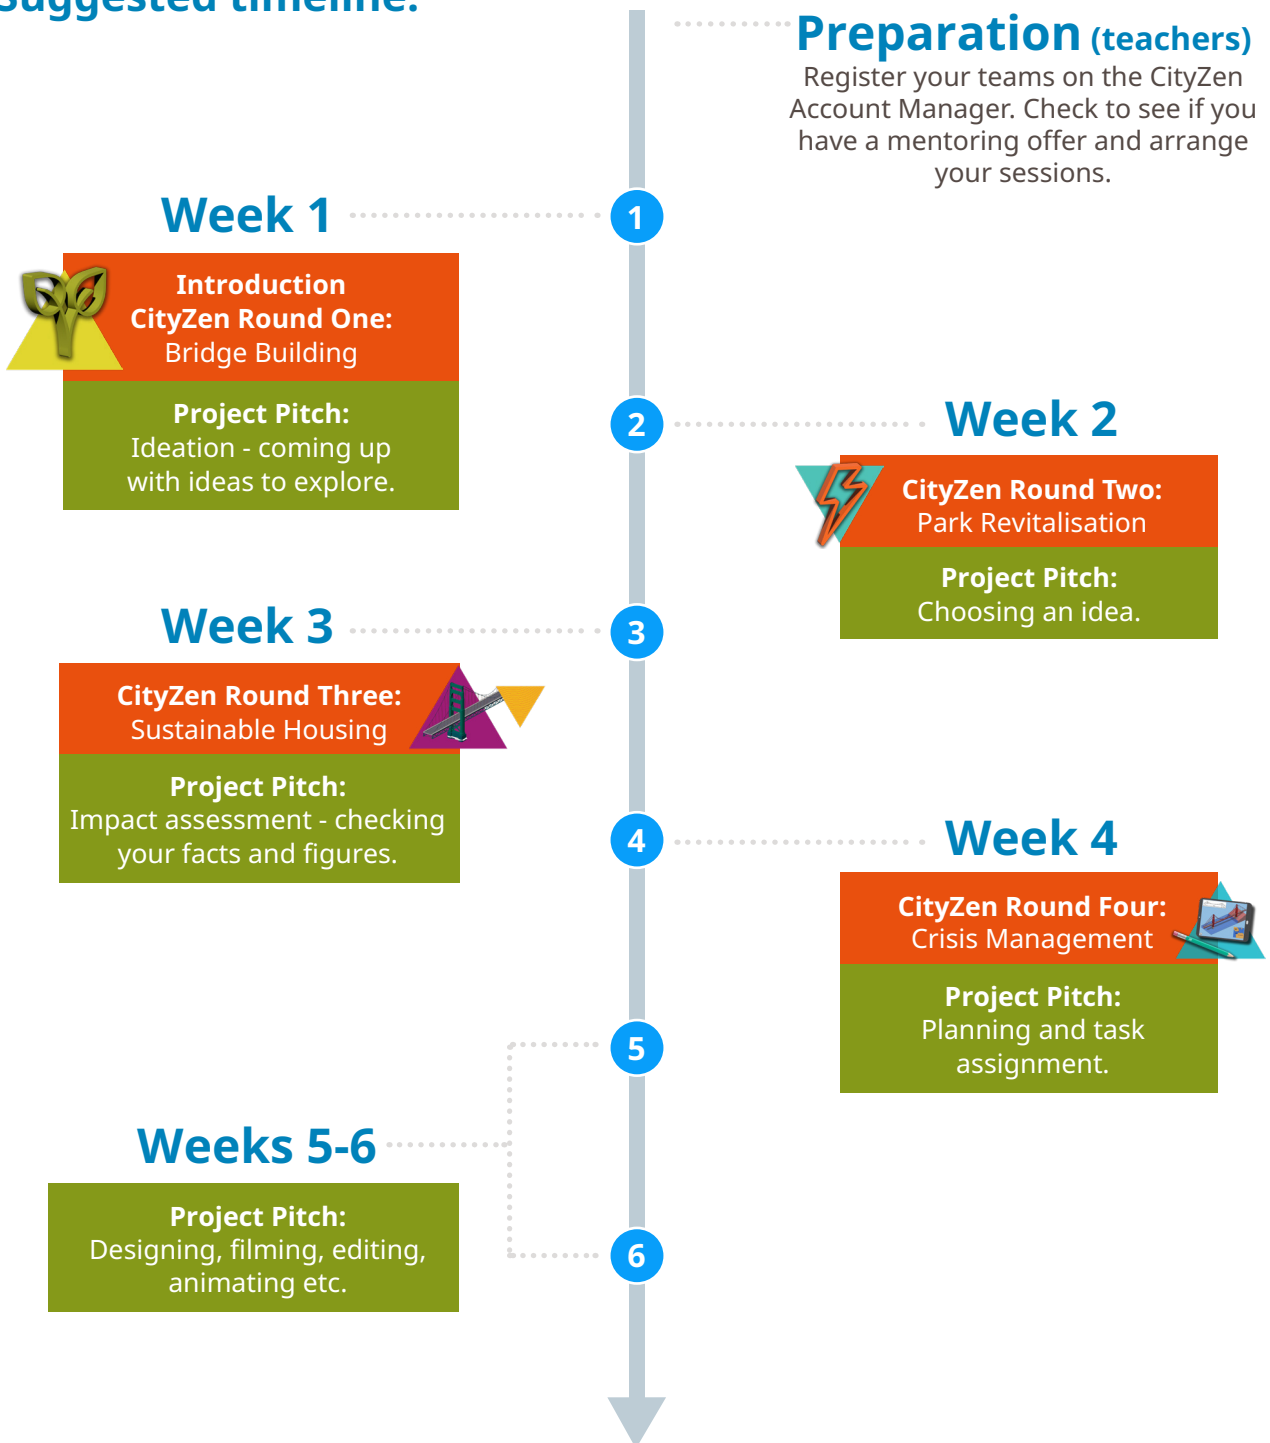 Suggested timeline:
Preparation (teachers)
Register your teams on the CityZen
Account Manager. Check to see if you
have a mentoring offer and arrange
your sessions.
Week 1
1
Introduction
CityZen Round One:
Bridge Building
Project Pitch:
Ideation - coming up
with ideas to explore.
2
Week 2
CityZen Round Two:
Park Revitalisation
Project Pitch:
Choosing an idea.
Week 3
3
CityZen Round Three:
Sustainable Housing
Project Pitch:
Impact assessment - checking
your facts and figures.
4
Week 4
CityZen Round Four:
Crisis Management
Project Pitch:
Planning and task
assignment.
5
Weeks 5-6
Project Pitch:
Designing, filming, editing,
animating etc.
6